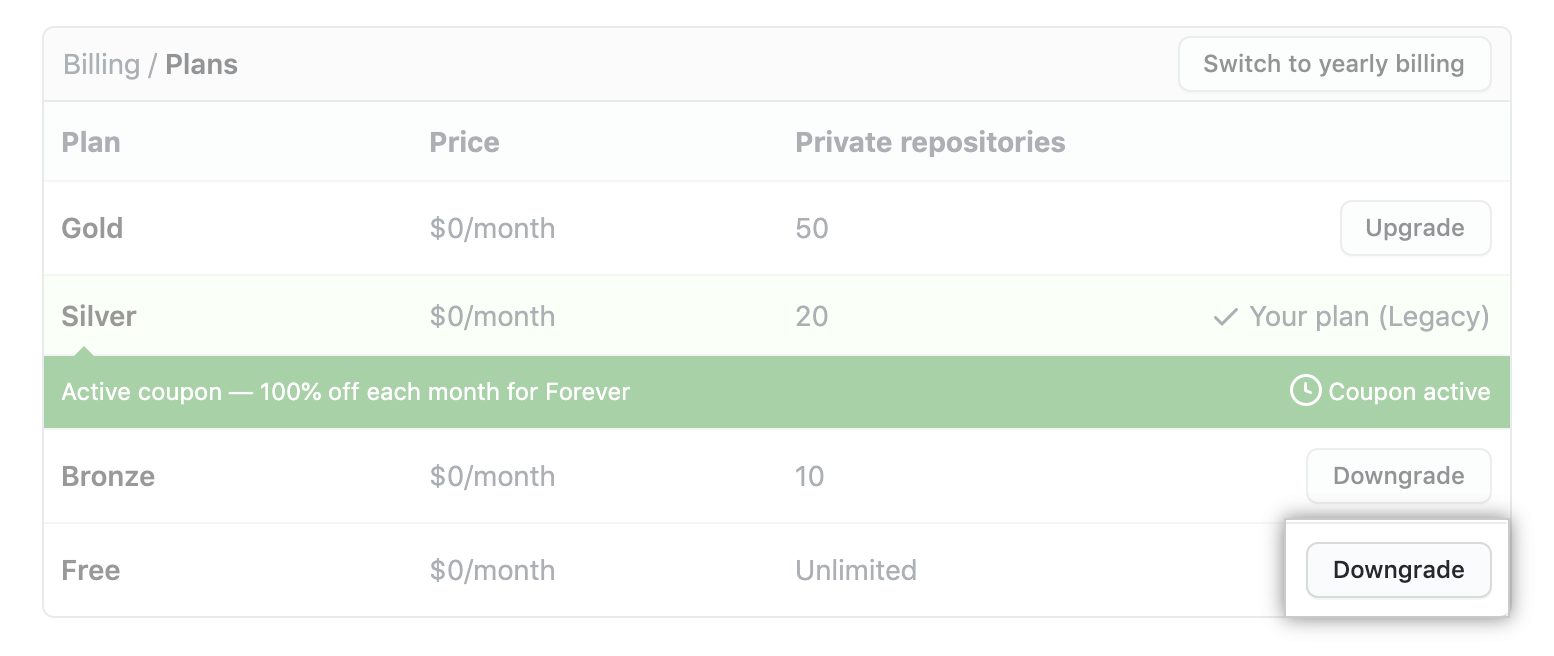 Billing / Plans Switch to yearly billing
Plan Price Private repositories
Gold $0/month 50 Upgrade
Silver $0/month 20 Your plan (Legacy)
Active coupon — 100% off each month for Forever Coupon active
Bronze $0/month 10 Downgrade
Free $0/month Unlimited Downgrade